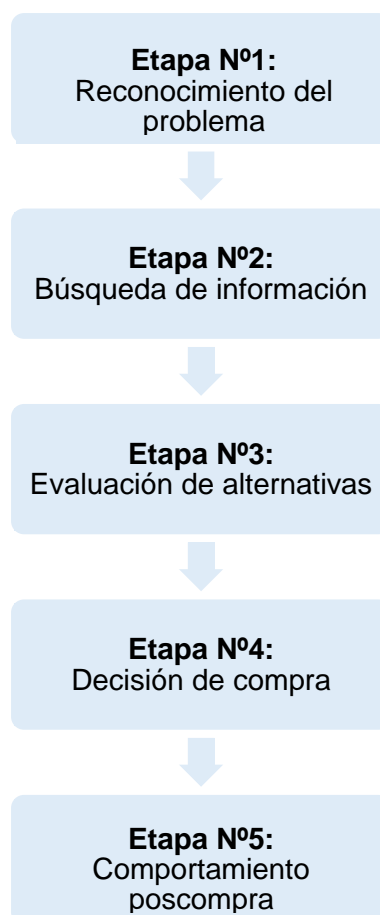 Etapa Nº1:
Reconocimiento del
problema
Etapa Nº2:
Búsqueda de información
Etapa Nº3:
Evaluación de alternativas
Etapa Nº4:
Decisión de compra
Etapa Nº5:
Comportamiento
poscompra